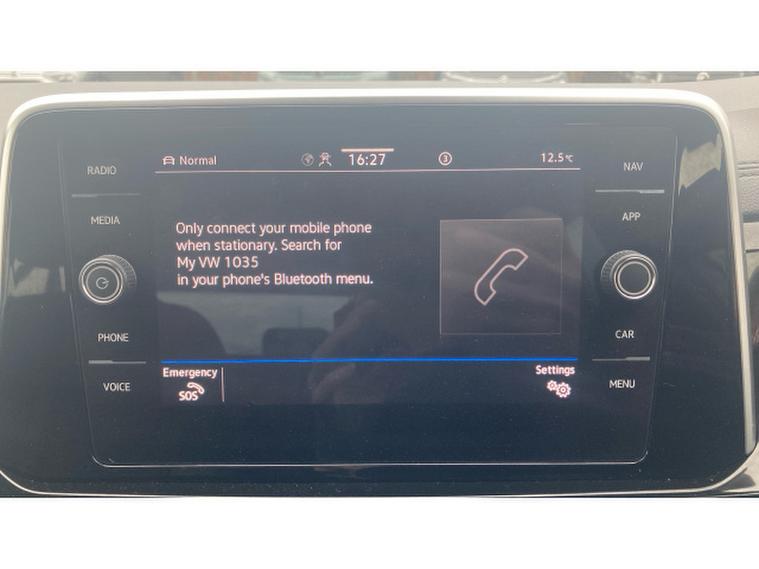 RADIO
MEDIA
PHONE
VOICE
Normal 16:27 3 12.5°C
Only connect your mobile phone
when stationary. Search for
My VW 1035
in your phone's Bluetooth menu.
Emergency
SOS
Settings
NAV
APP
CAR
MENU